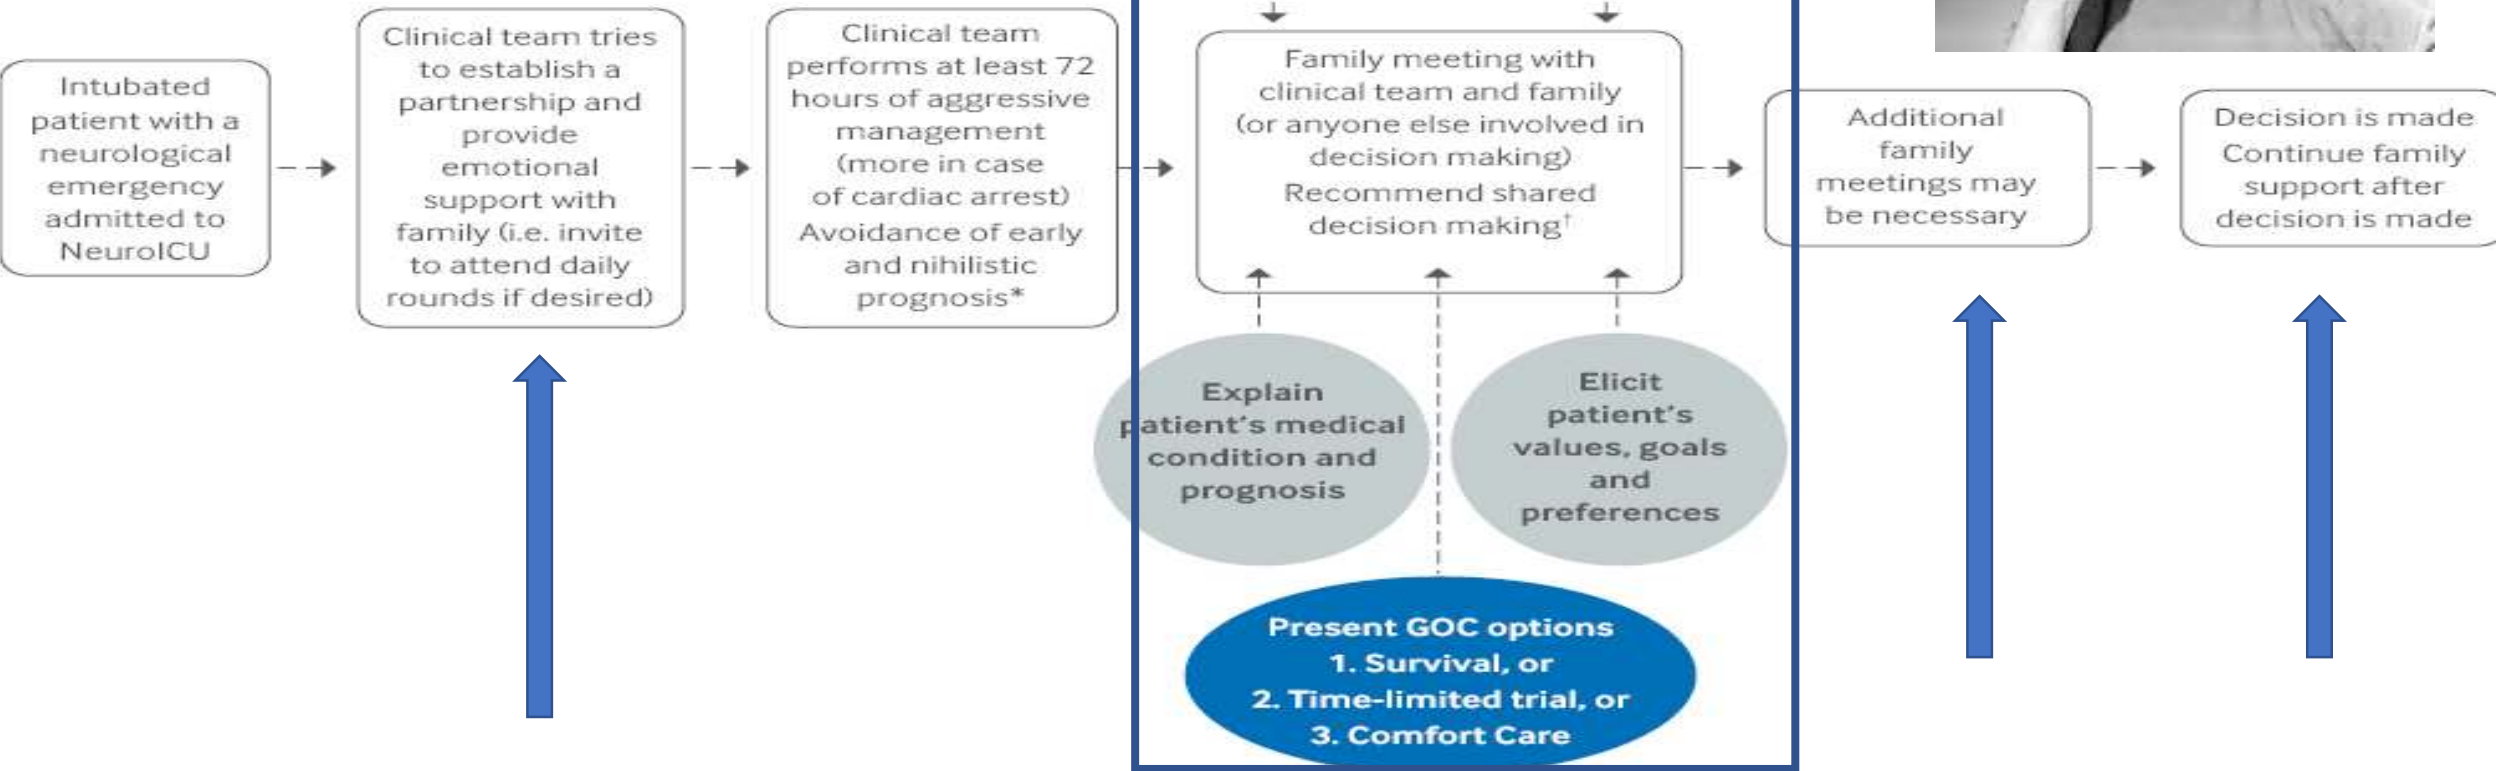 Intubated
patient with a
neurological
emergency
admitted to
NeuroICU
Clinical team tries
to establish a
partnership and
provide
emotional
support with
family (i.e. invite
to attend daily
rounds if desired)
Clinical team
performs at least 72
hours of aggressive
management
(more in case
of cardiac arrest)
Avoidance of early
and nihilistic
prognosis*
Family meeting with
clinical team and family
(or anyone else involved in
decision making)
Recommend shared
decision making†
Explain
patient's medical
condition and
prognosis
Elicit
patient's
values, goals
and
preferences
Present GOC options
1. Survival, or
2. Time-limited trial, or
3. Comfort Care
Additional
family
meetings may
be necessary
Decision is made
Continue family
support after
decision is made